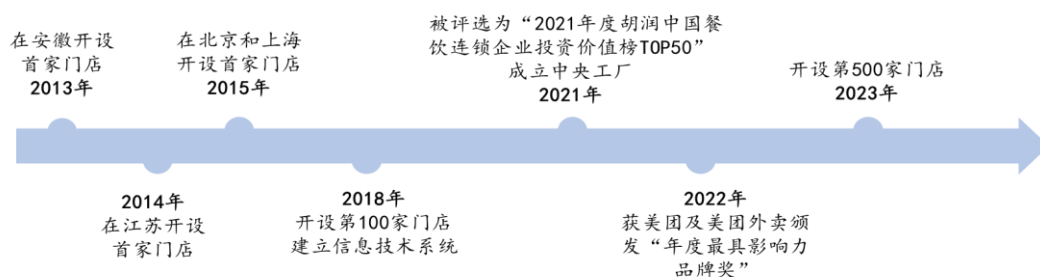 在安徽开设
首家门店
2013年
2014年
在江苏开设
首家门店
在北京和上海
开设首家门店
2015年
2018年
开设第100家门店
建立信息技术系统
被评选为“2021年度胡润中国餐
饮连锁企业投资价值榜TOP50”
成立中央工厂
2021年
2022年
获美团及美团外卖颁
发“年度最具影响力
品牌奖”
开设第500家门店
2023年